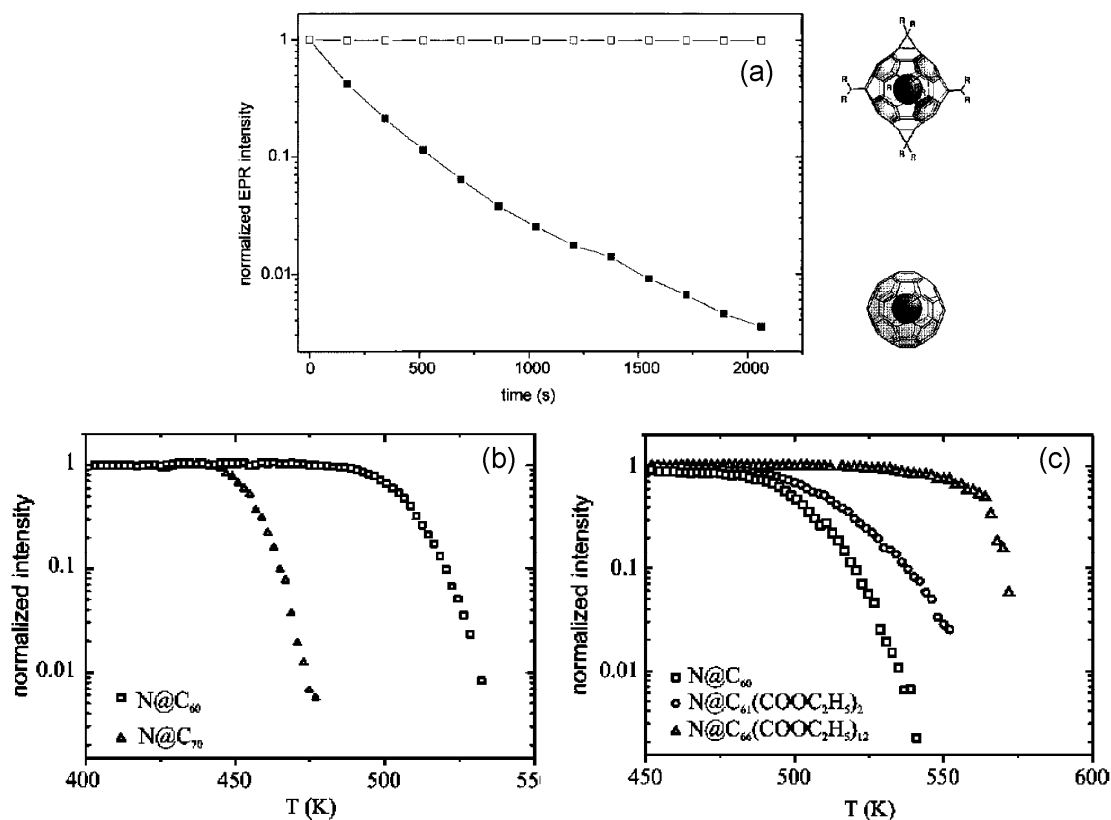 normalized EPR intensity
1
0.1
0.01
0
500
1000
1500
2000
time (s)
(a)
R R
R
R
R
R
R
R R
normalized intensity
1
0.1
0.01
(b)
N@C₆₀
N@C₇₀
400
450
500
55
T (K)
normalized intensity
1
0.1
0.01
(c)
N@C₆₀
N@C₆₁(COOC₂H₅)₂
N@C₆₆(COOC₂H₅)₁₂
450
500
550
600
T (K)